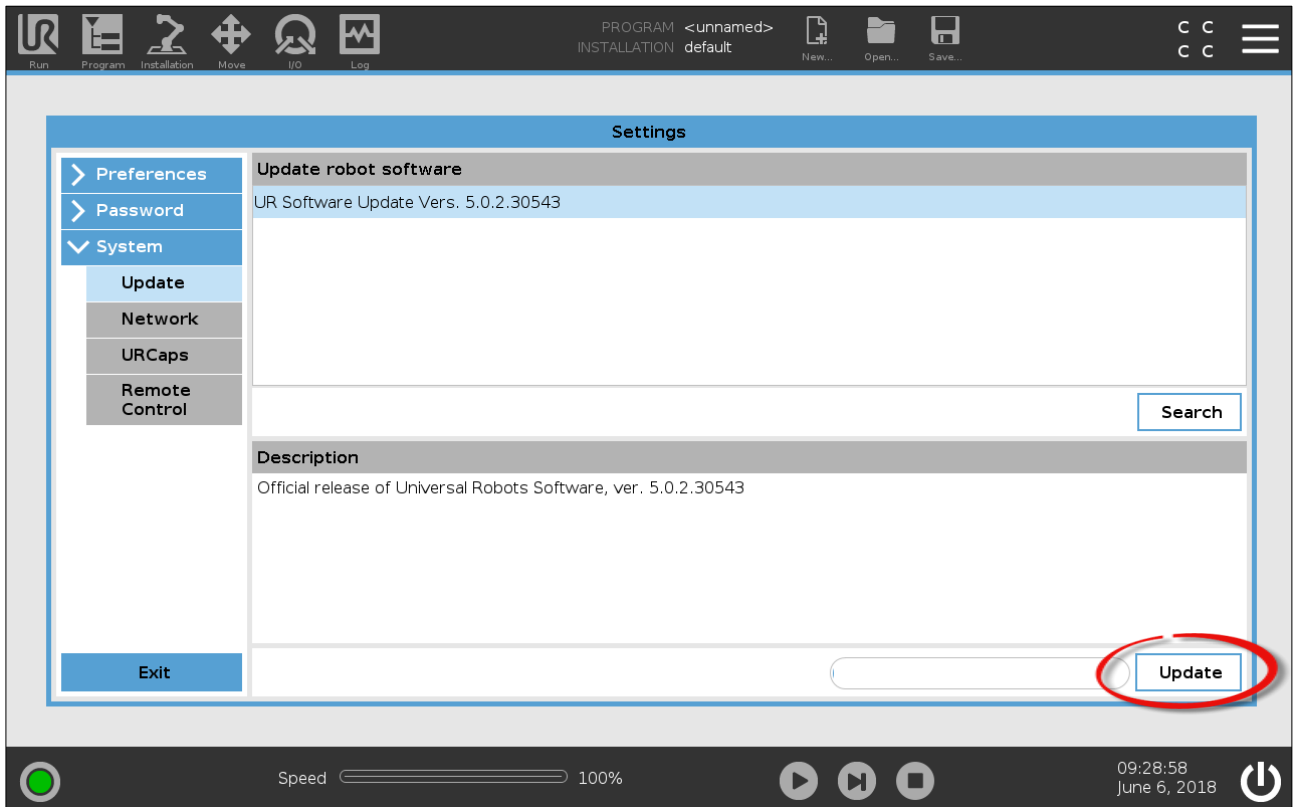 PROGRAM <unnamed>
INSTALLATION default
C C
C C
Run
Program
Installation
Move
I/O
Log
New...
Open...
Save...
Settings
Preferences
Password
System
Update
Network
URCaps
Remote
Control
Exit
Update robot software
UR Software Update Vers. 5.0.2.30543
Search
Description
Official release of Universal Robots Software, ver. 5.0.2.30543
Update
Speed
100%
09:28:58
June 6, 2018